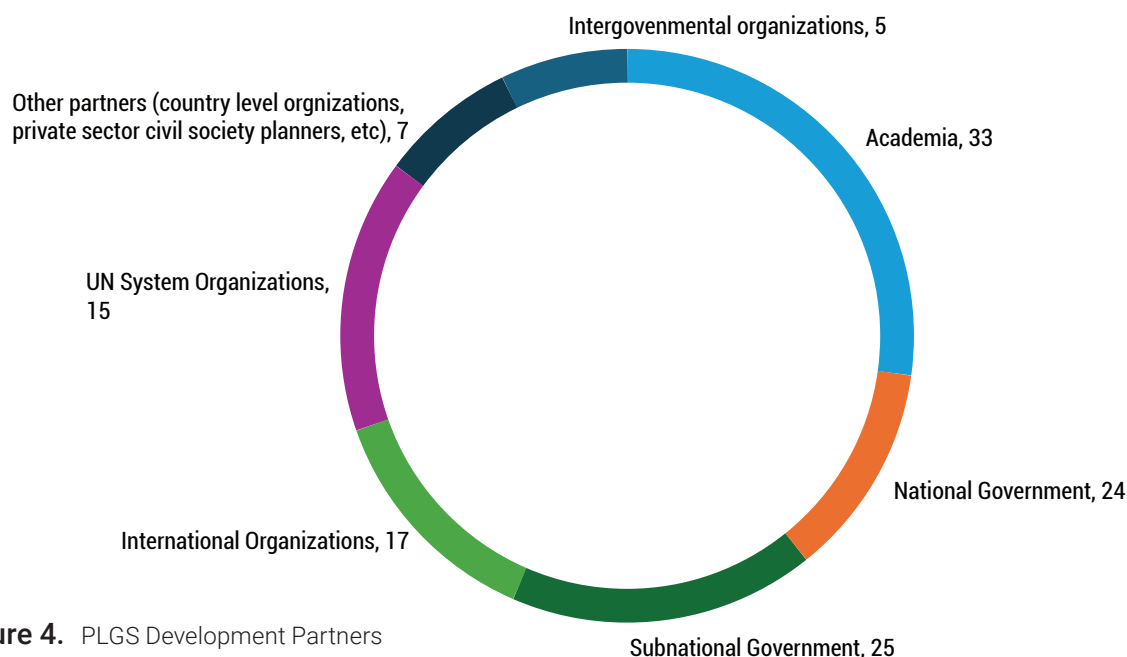 Intergovenmental organizations, 5
Other partners (country level orgnizations,
private sector civil society planners, etc), 7
Academia, 33
UN System Organizations,
15
National Government, 24
International Organizations, 17
ure 4. PLGS Development Partners
Subnational Government, 25